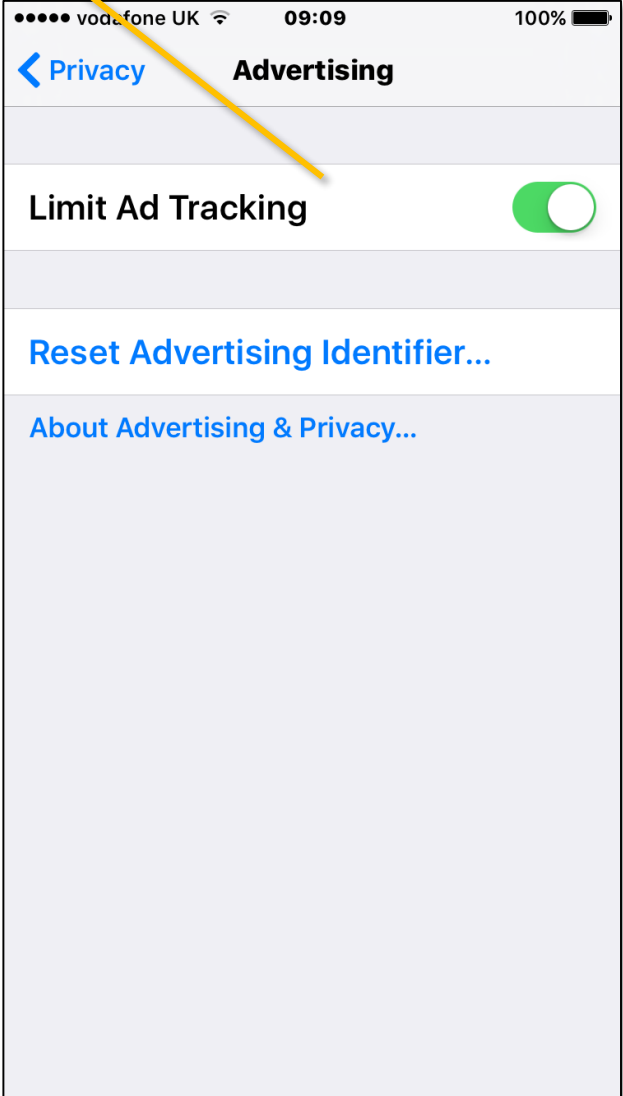 vodafone UK 09:09 100%
Privacy Advertising
Limit Ad Tracking
Reset Advertising Identifier...
About Advertising & Privacy...